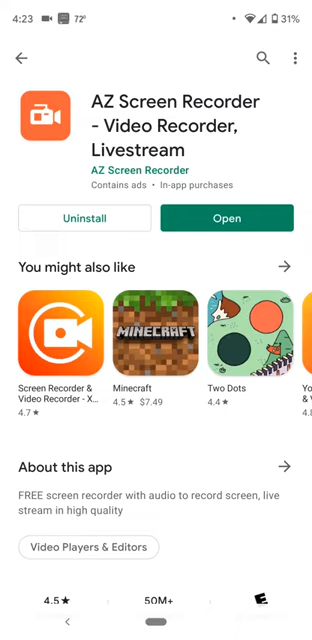 4:23 72° 31%
AZ Screen Recorder
- Video Recorder,
Livestream
AZ Screen Recorder
Contains ads • In-app purchases
Uninstall Open
You might also like
MINECRAFT
Screen Recorder & Minecraft Two Dots Yo
Video Recorder - X... 4.5★ $7.49 4.4★ & V
4.7★ 4.8
About this app
FREE screen recorder with audio to record screen, live
stream in high quality
Video Players & Editors
4.5★ 50M+ E